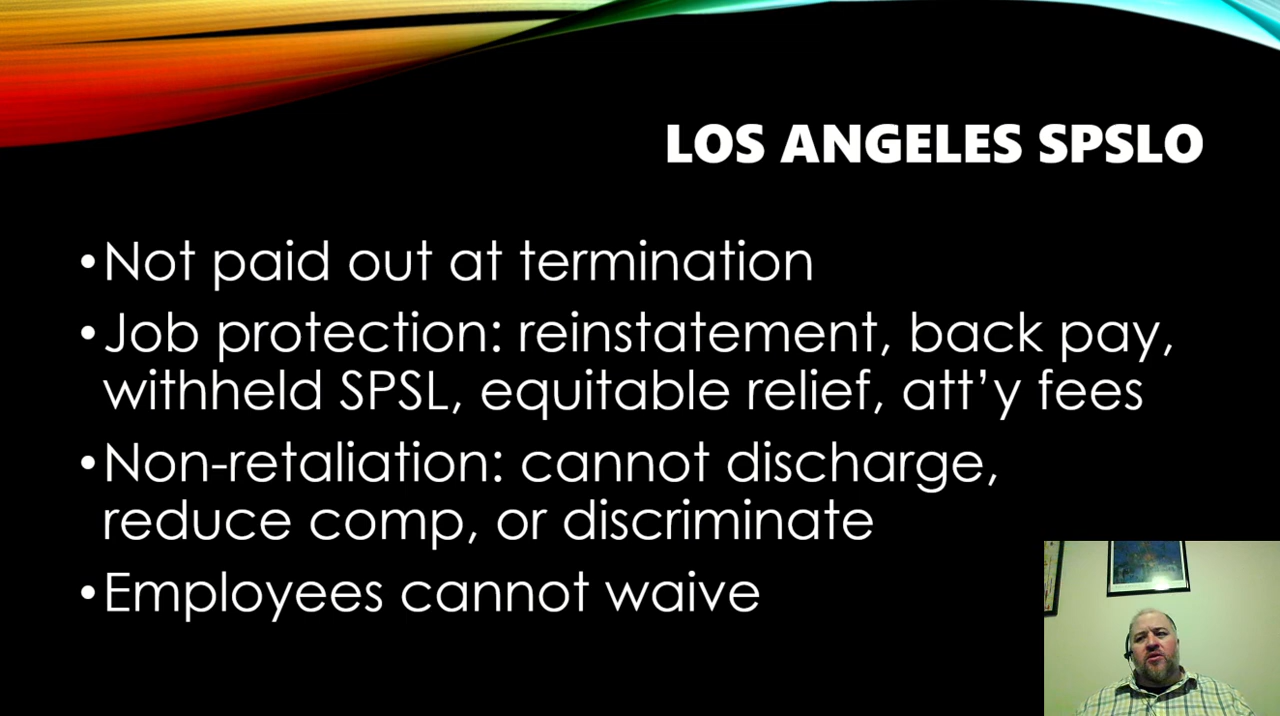 LOS ANGELES SPSLO
•Not paid out at termination
•Job protection: reinstatement, back pay,
withheld SPSL, equitable relief, att’y fees
•Non-retaliation: cannot discharge,
reduce comp, or discriminate
•Employees cannot waive